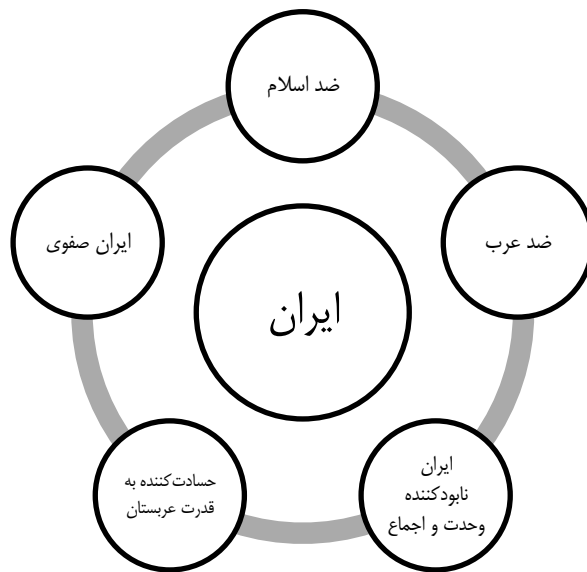 ضد اسلام
ضد عرب
ایران صفوی
ایران
حسادت‌کننده به
قدرت عربستان
ایران
نابودکننده
وحدت و اجماع